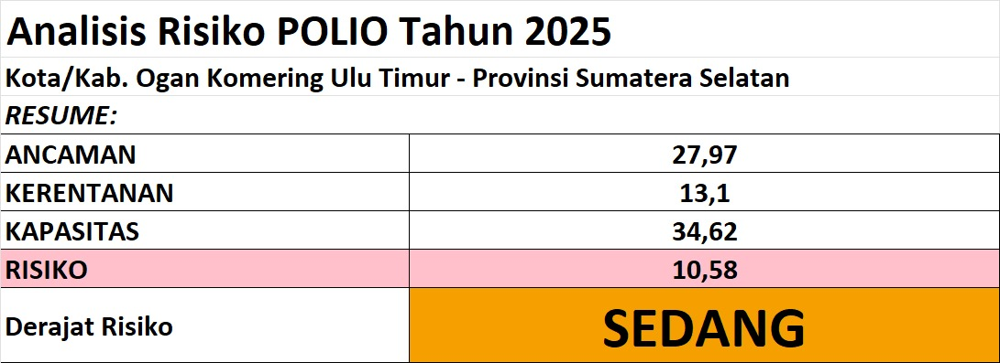 Analisis Risiko POLIO Tahun 2025
Kota/Kab. Ogan Komering Ulu Timur - Provinsi Sumatera Selatan
RESUME:
ANCAMAN 27,97
KERENTANAN 13,1
KAPASITAS 34,62
RISIKO 10,58
Derajat Risiko SEDANG